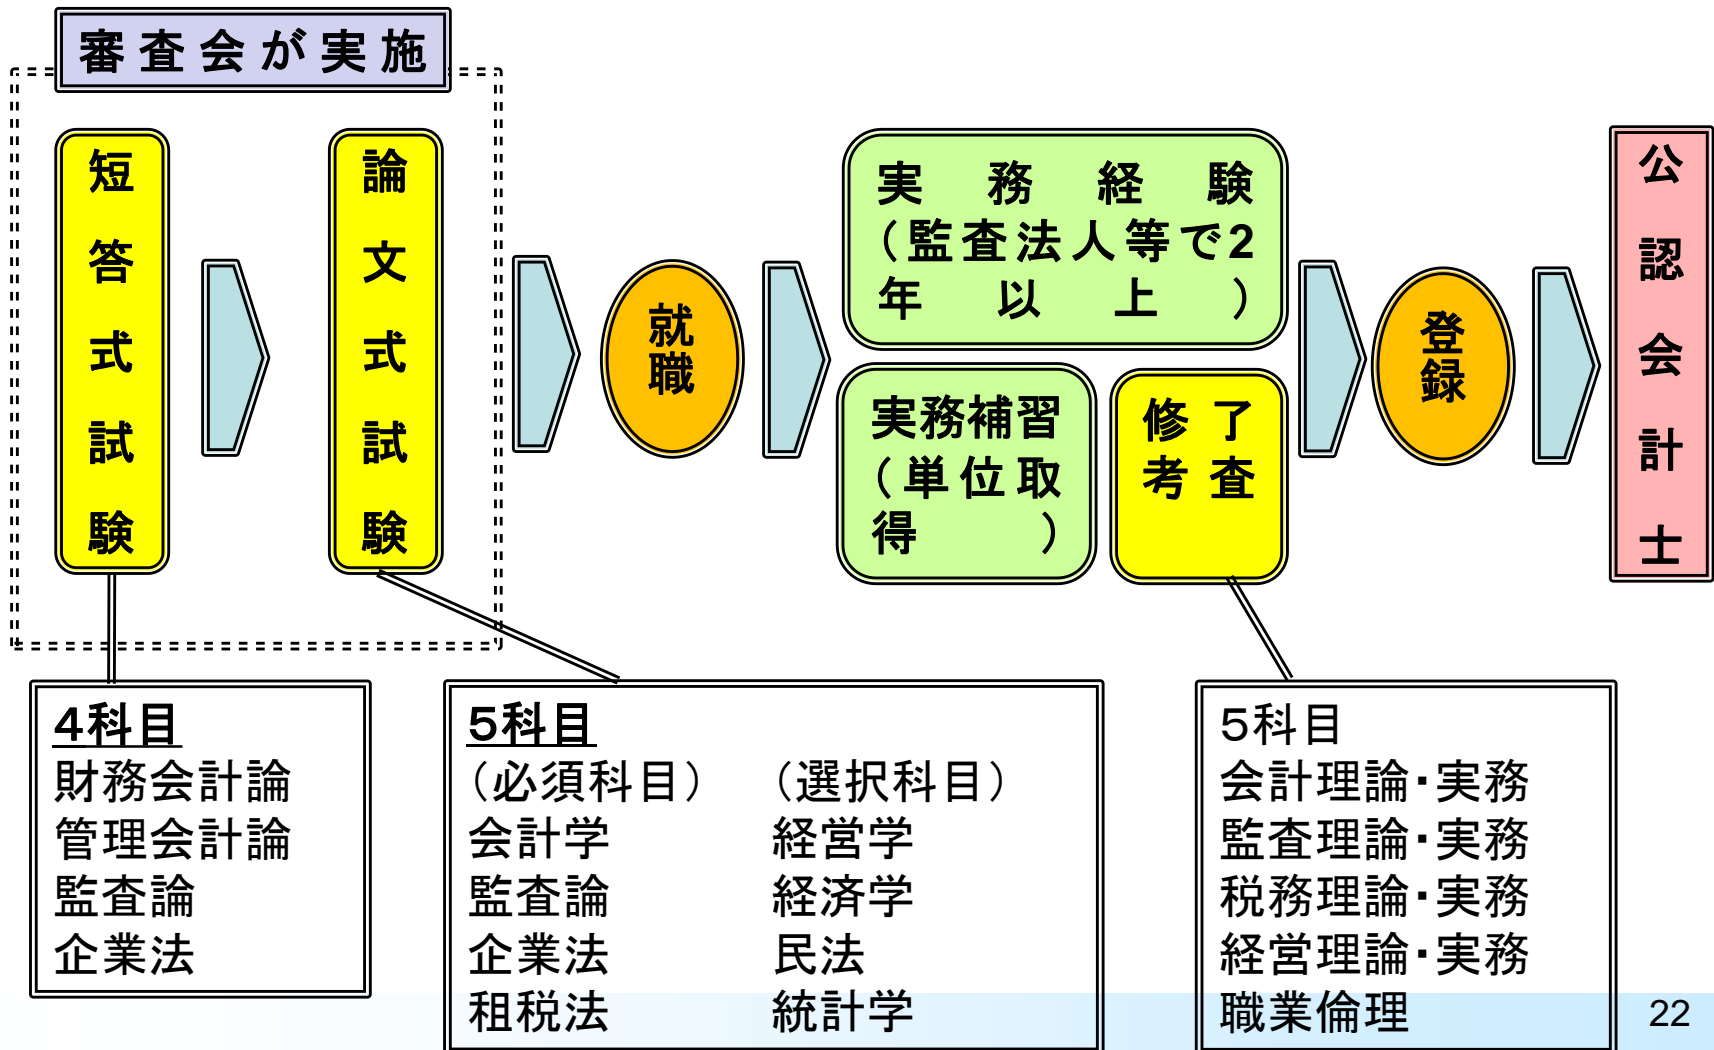 審査会が実施
短答式試験
論文式試験
就職
実務経験
（監査法人等で2
年以上）
実務補習
（単位取
得）
修了
考査
登録
公認会計士
4科目
財務会計論
管理会計論
監査論
企業法
5科目
（必須科目） （選択科目）
会計学 経営学
監査論 経済学
企業法 民法
租税法 統計学
5科目
会計理論・実務
監査理論・実務
税務理論・実務
経営理論・実務
職業倫理
22